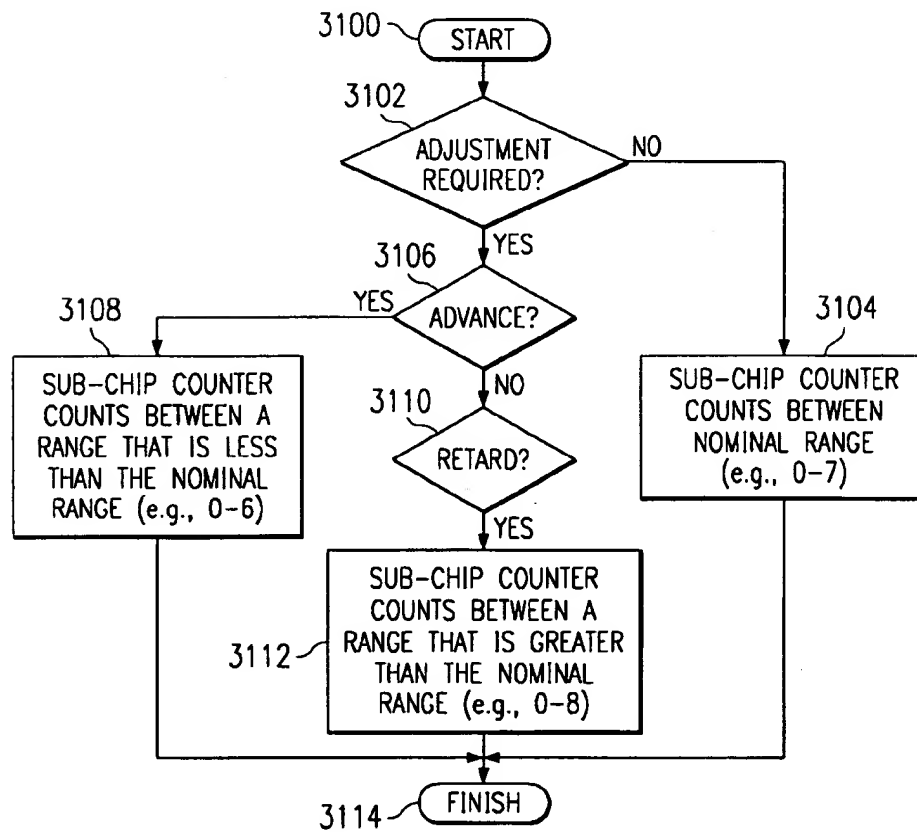 3100
START
3102
ADJUSTMENT
REQUIRED?
NO
YES
3106
YES
ADVANCE?
3108
3104
SUB-CHIP COUNTER
COUNTS BETWEEN A
RANGE THAT IS LESS
THAN THE NOMINAL
RANGE (e.g., 0-6)
NO
3110
RETARD?
SUB-CHIP COUNTER
COUNTS BETWEEN
NOMINAL RANGE
(e.g., 0-7)
YES
SUB-CHIP COUNTER
COUNTS BETWEEN A
RANGE THAT IS GREATER
THAN THE NOMINAL
RANGE (e.g., 0-8)
3112
FINISH
3114